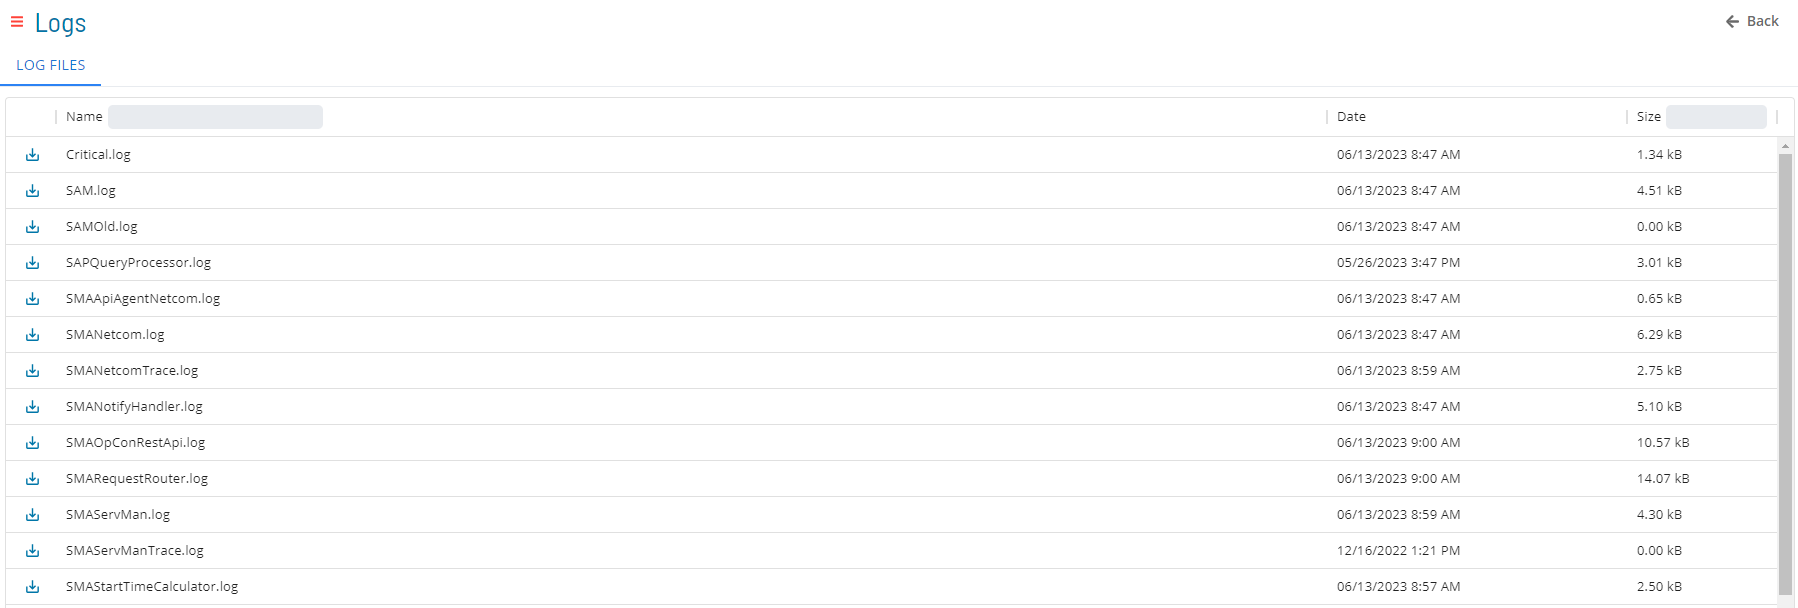 Logs
Back
LOG FILES
Name Date Size
Critical.log 06/13/2023 8:47 AM 1.34 kB
SAM.log 06/13/2023 8:47 AM 4.51 kB
SAMOld.log 06/13/2023 8:47 AM 0.00 kB
SAPQueryProcessor.log 05/26/2023 3:47 PM 3.01 kB
SMAApiAgentNetcom.log 06/13/2023 8:47 AM 0.65 kB
SMANetcom.log 06/13/2023 8:47 AM 6.29 kB
SMANetcomTrace.log 06/13/2023 8:59 AM 2.75 kB
SMANotifyHandler.log 06/13/2023 8:47 AM 5.10 kB
SMAOpConRestApi.log 06/13/2023 9:00 AM 10.57 kB
SMARequestRouter.log 06/13/2023 9:00 AM 14.07 kB
SMAServMan.log 06/13/2023 8:59 AM 4.30 kB
SMAServManTrace.log 12/16/2022 1:21 PM 0.00 kB
SMAStartTimeCalculator.log 06/13/2023 8:57 AM 2.50 kB